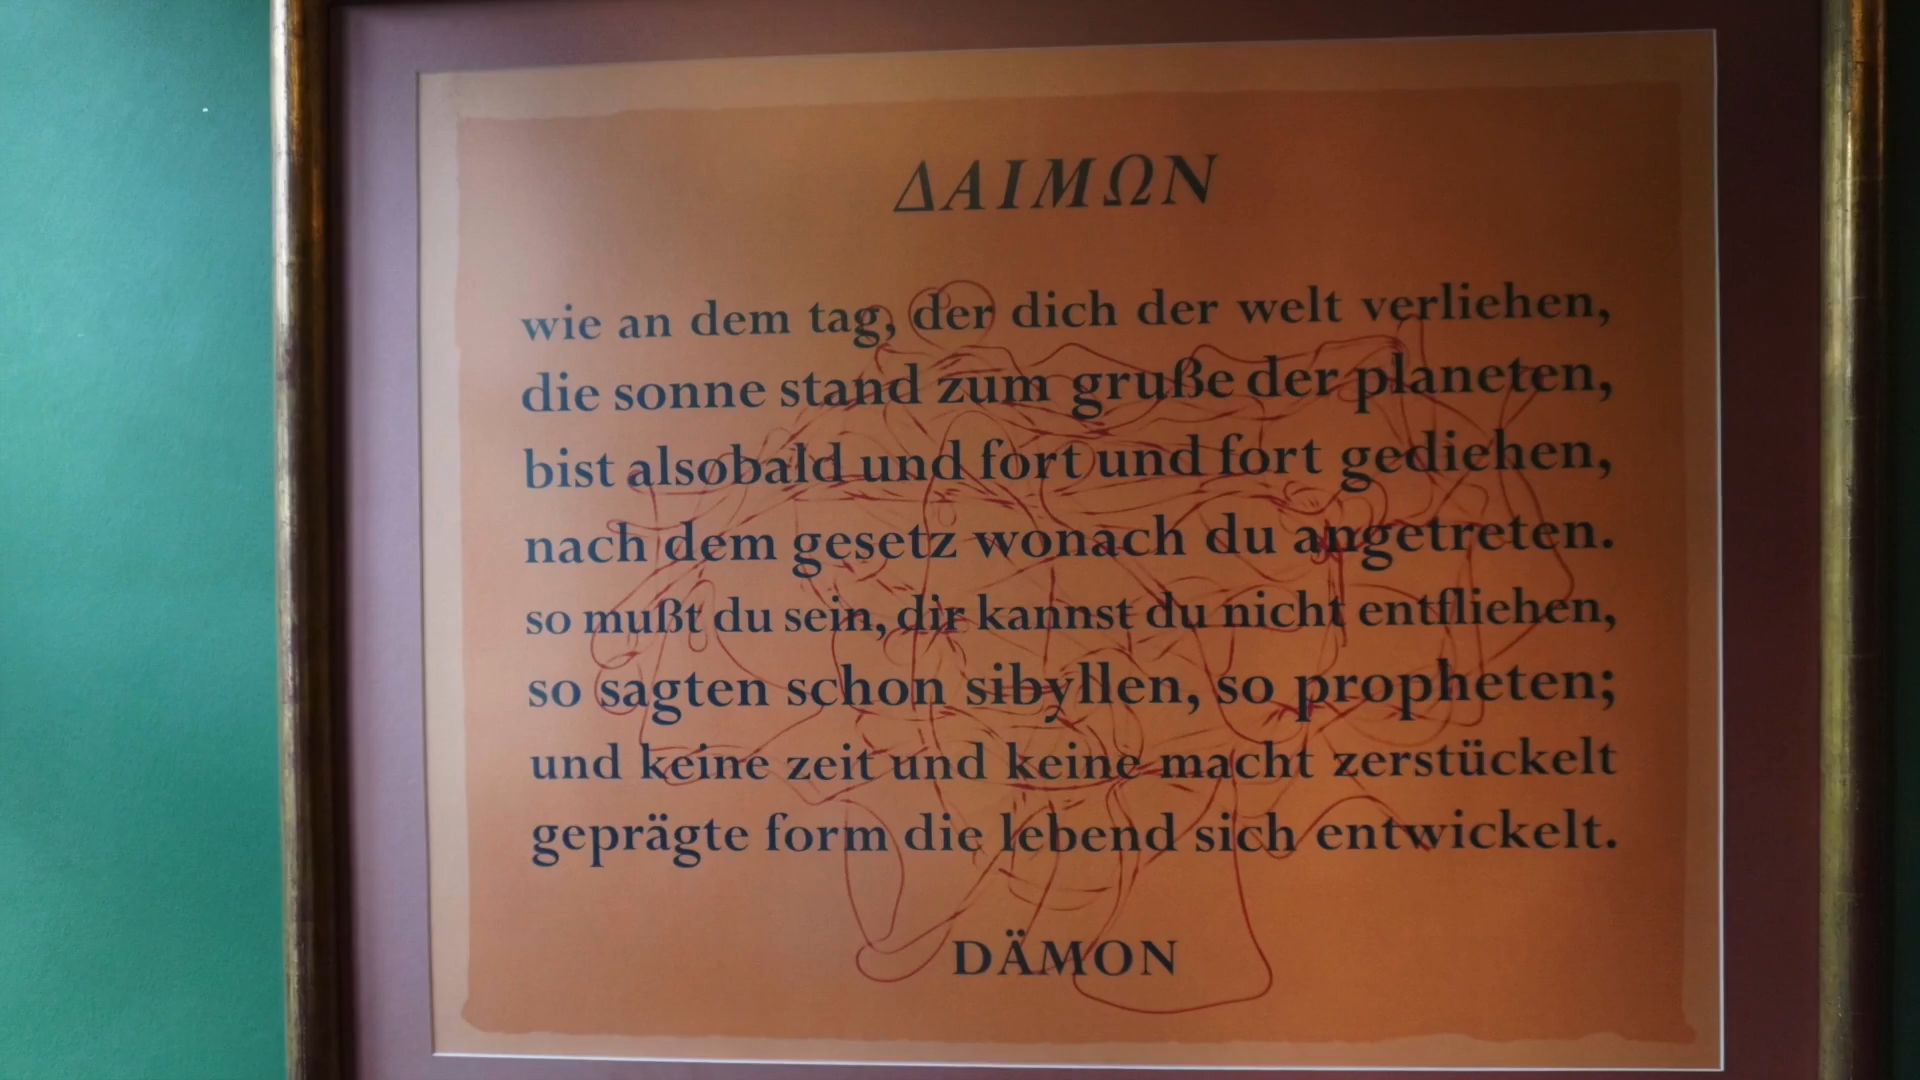 ΔΑΙΜΩΝ
wie an dem tag, der dich der welt verliehen,
die sonne stand zum gruße der planeten,
bist alsobald und fort und fort gediehen,
nach dem gesetz wonach du angetreten.
so mußt du sein, dir kannst du nicht entfliehen,
so sagten schon sibyllen, so propheten;
und keine zeit und keine macht zerstückelt
geprägte form die lebend sich entwickelt.
DÄMON